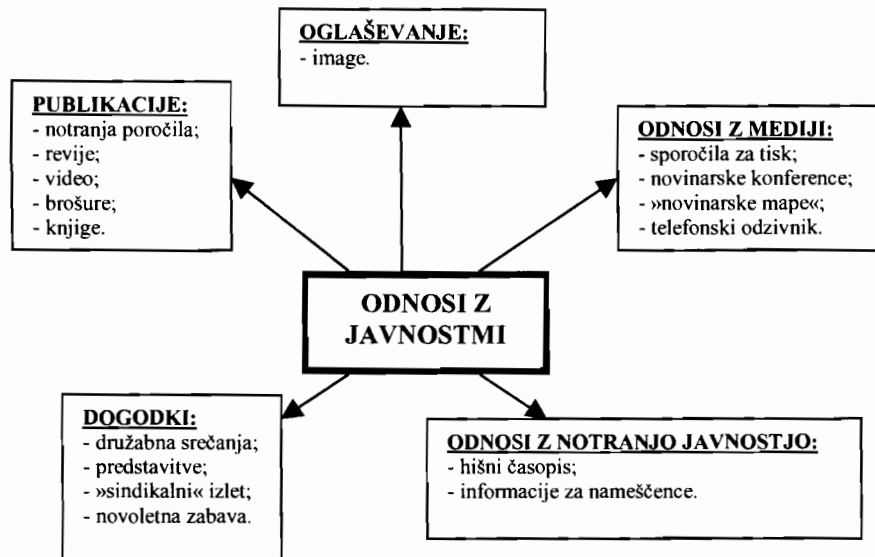 OGLAŠEVANJE:
- image.
PUBLIKACIJE:
- notranja poročila;
- revije;
- video;
- brošure;
- knjige.
ODNOSI Z MEDIJI:
- sporočila za tisk;
- novinarske konference;
- »novinarske mape«;
- telefonski odzivnik.
ODNOSI Z
JAVNOSTMI
DOGODKI:
- družabna srečanja;
- predstavitve;
- »sindikalni« izlet;
- novoletna zabava.
ODNOSI Z NOTRANJO JAVNOSTJO:
- hišni časopis;
- informacije za nameščence.